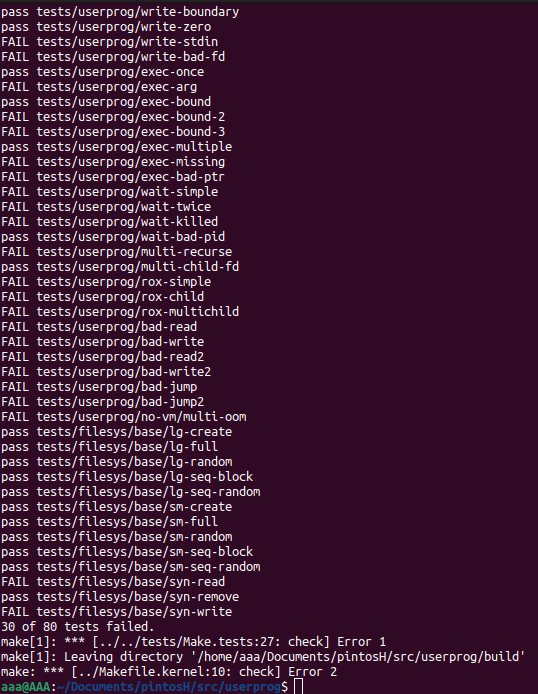 pass tests/userprog/write-boundary
pass tests/userprog/write-zero
FAIL tests/userprog/write-stdin
FAIL tests/userprog/write-bad-fd
pass tests/userprog/exec-once
FAIL tests/userprog/exec-arg
pass tests/userprog/exec-bound
FAIL tests/userprog/exec-bound-2
FAIL tests/userprog/exec-bound-3
pass tests/userprog/exec-multiple
FAIL tests/userprog/exec-missing
FAIL tests/userprog/exec-bad-ptr
FAIL tests/userprog/wait-simple
FAIL tests/userprog/wait-twice
FAIL tests/userprog/wait-killed
pass tests/userprog/wait-bad-pid
FAIL tests/userprog/multi-recurse
pass tests/userprog/multi-child-fd
FAIL tests/userprog/rox-simple
FAIL tests/userprog/rox-child
FAIL tests/userprog/rox-multichild
FAIL tests/userprog/bad-read
FAIL tests/userprog/bad-write
FAIL tests/userprog/bad-read2
FAIL tests/userprog/bad-write2
FAIL tests/userprog/bad-jump
FAIL tests/userprog/bad-jump2
FAIL tests/userprog/no-vm/multi-oom
pass tests/filesys/base/lg-create
pass tests/filesys/base/lg-full
pass tests/filesys/base/lg-random
pass tests/filesys/base/lg-seq-block
pass tests/filesys/base/lg-seq-random
pass tests/filesys/base/sm-create
pass tests/filesys/base/sm-full
pass tests/filesys/base/sm-random
pass tests/filesys/base/sm-seq-block
pass tests/filesys/base/sm-seq-random
FAIL tests/filesys/base/syn-read
pass tests/filesys/base/syn-remove
FAIL tests/filesys/base/syn-write
30 of 80 tests failed.
make[1]: *** [../../tests/Make.tests:27: check] Error 1
make[1]: Leaving directory '/home/aaa/Documents/pintosH/src/userprog/build'
make: *** [../Makefile.kernel:10: check] Error 2
aaa@AAA:~/Documents/pintosH/src/userprog$